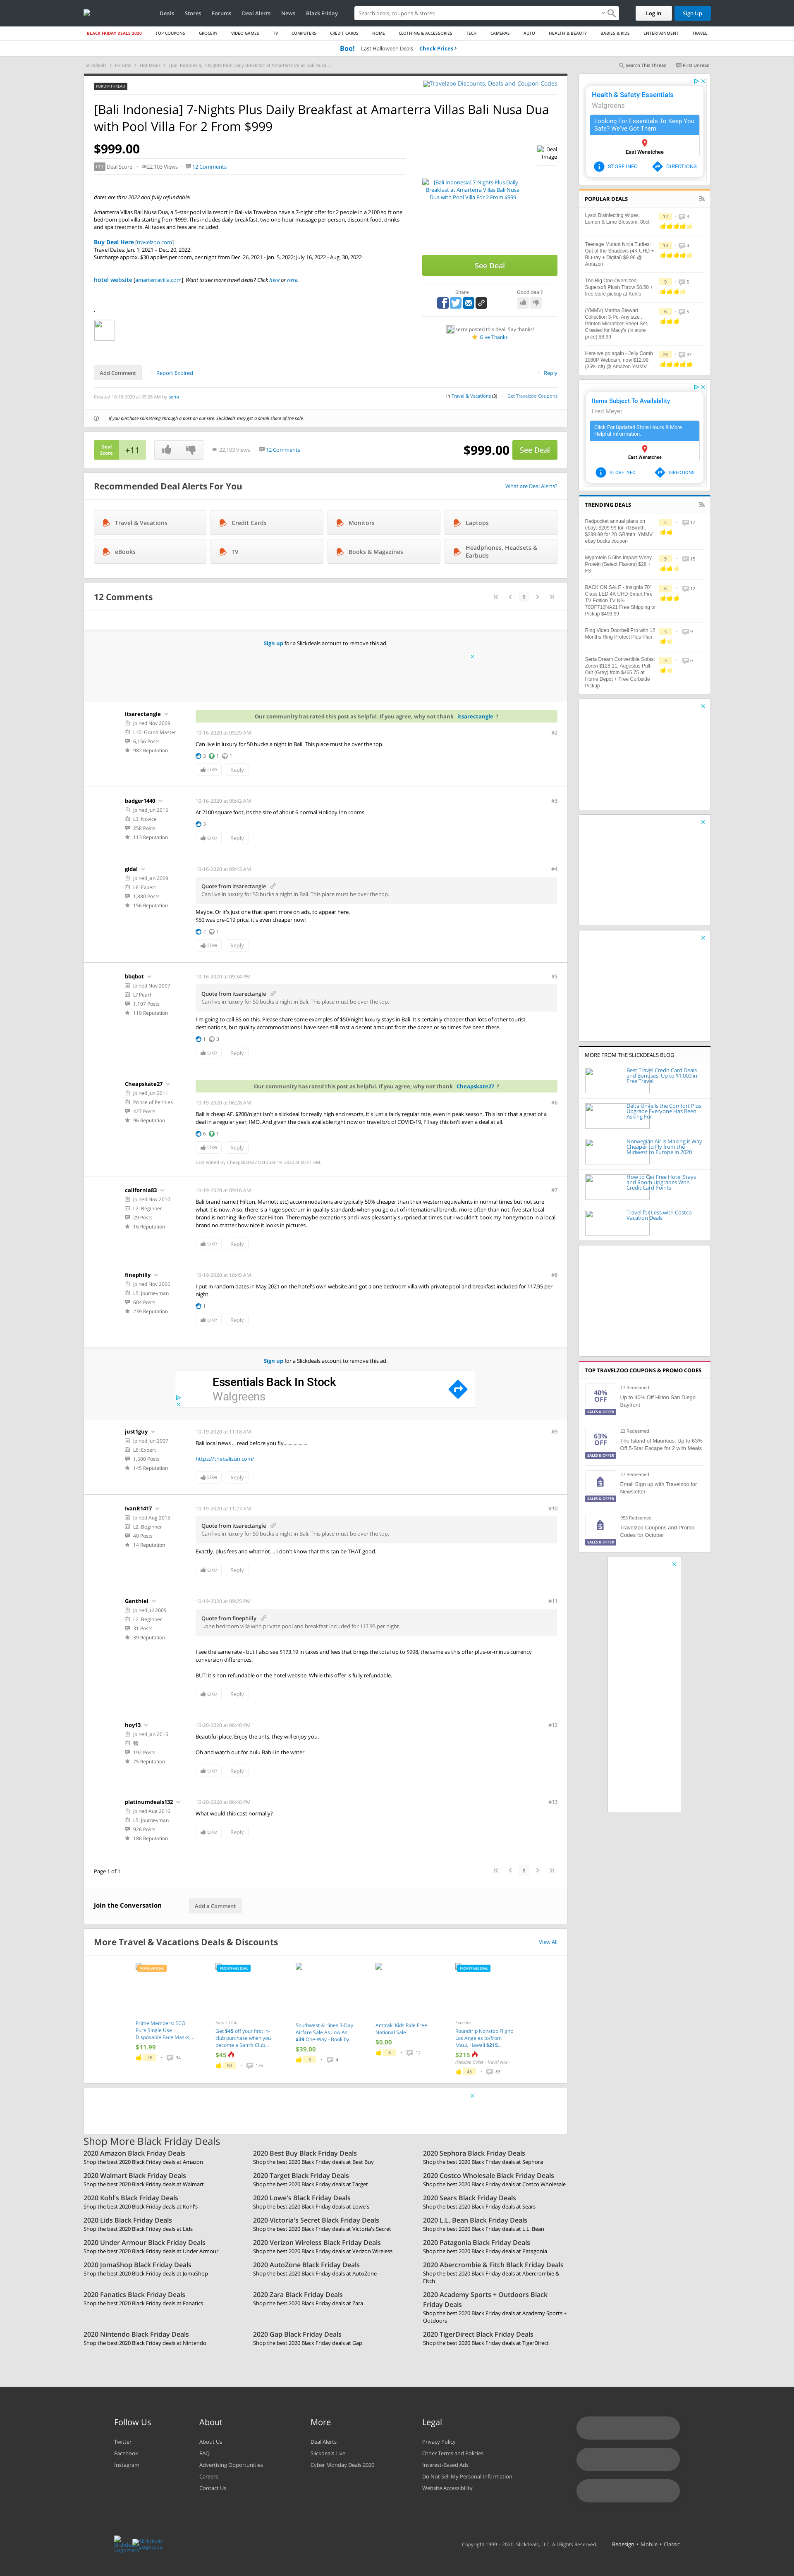 Deals
Stores
Forums
Deal Alerts
News
Black Friday
Search deals, coupons & stores
Log In
Sign Up
BLACK FRIDAY DEALS 2020
TOP COUPONS
GROCERY
VIDEO GAMES
TV
COMPUTERS
CREDIT CARDS
HOME
CLOTHING & ACCESSORIES
TECH
CAMERAS
AUTO
HEALTH & BEAUTY
BABIES & KIDS
ENTERTAINMENT
TRAVEL
Boo! Last Halloween Deals Check Prices
Slickdeals
Forums
Hot Deals
[Bali Indonesia] 7-Nights Plus Daily Breakfast at Amarterra Villas Bali Nusa ...
Search This Thread
First Unread
FORUM THREAD
Travelzoo Discounts, Deals and Coupon Codes
[Bali Indonesia] 7-Nights Plus Daily Breakfast at Amarterra Villas Bali Nusa Dua
with Pool Villa For 2 From $999
$999.00
Deal Image
+11 Deal Score
22,103 Views
12 Comments
dates are thru 2022 and fully refundable!
Amarterra Villas Bali Nusa Dua, a 5-star pool villa resort in Bali via Travelzoo have a 7-night offer for 2 people in a 2100 sq ft one
bedroom pool villa starting from $999. This includes daily breakfast, two one-hour massages, airport transfers, 20% off food, drinks
and spa treatments. All taxes and fees are included.
Buy Deal Here [travelzoo.com]
Travel Dates: Jan. 1, 2021 – Dec. 20, 2022;
Surcharge approx. $30 applies per room, per night from Dec. 26, 2021 - Jan. 5, 2022; July 16, 2022 - Aug. 30, 2022
hotel website [amarterravilla.com], Want to see more travel deals? Click here or here.
.
[Bali Indonesia] 7-Nights Plus Daily
Breakfast at Amarterra Villas Bali Nusa
Dua with Pool Villa For 2 From $999
See Deal
Share
Good deal?
serra posted this deal. Say thanks!
Give Thanks
Add Comment
Report Expired
Reply
Created 10-16-2020 at 09:08 AM by serra
in Travel & Vacations (3)
Get Travelzoo Coupons
If you purchase something through a post on our site, Slickdeals may get a small share of the sale.
Deal Score
+11
22,103 Views
12 Comments
$999.00
See Deal
Recommended Deal Alerts For You
What are Deal Alerts?
Travel & Vacations
Credit Cards
Monitors
Laptops
eBooks
TV
Books & Magazines
Headphones, Headsets & Earbuds
12 Comments
1
Sign up for a Slickdeals account to remove this ad.
itsarectangle
Joined Nov 2009
L10: Grand Master
6,156 Posts
982 Reputation
Our community has rated this post as helpful. If you agree, why not thank itsarectangle ?
10-16-2020 at 09:29 AM
#2
Can live in luxury for 50 bucks a night in Bali. This place must be over the top.
3 1 1
Like
Reply
badger1440
Joined Jun 2015
L3: Novice
258 Posts
113 Reputation
10-16-2020 at 09:42 AM
#3
At 2100 square foot, its the size of about 6 normal Holiday Inn rooms
3
Like
Reply
gidal
Joined Jan 2009
L6: Expert
1,880 Posts
156 Reputation
10-16-2020 at 09:43 AM
#4
Quote from itsarectangle
Can live in luxury for 50 bucks a night in Bali. This place must be over the top.
Maybe. Or it's just one that spent more on ads, to appear here.
$50 was pre-C19 price, it's even cheaper now!
2 1
Like
Reply
bbqbot
Joined Nov 2007
L7 Pearl
1,107 Posts
119 Reputation
10-16-2020 at 09:34 PM
#5
Quote from itsarectangle
Can live in luxury for 50 bucks a night in Bali. This place must be over the top.
I'm going to call BS on this. Please share some examples of $50/night luxury stays in Bali. It's certainly cheaper than lots of other tourist
destinations, but quality accommodations I have seen still cost a decent amount from the dozen or so times I've been there.
1 3
Like
Reply
Cheapskate27
Joined Jun 2011
Prince of Pennies
427 Posts
96 Reputation
Our community has rated this post as helpful. If you agree, why not thank Cheapskate27 ?
10-19-2020 at 06:28 AM
#6
Bali is cheap AF. $200/night isn't a slickdeal for really high end resorts, it's just a fairly regular rate, even in peak season. This isn't that great of a
deal in a regular year, IMO. And given the deals available right now on travel b/c of COVID-19, I'll say this isn't even a deal at all.
6 1
Like
Reply
Last edited by Cheapskate27 October 19, 2020 at 06:31 AM.
california83
Joined Nov 2010
L2: Beginner
29 Posts
16 Reputation
10-19-2020 at 09:16 AM
#7
Bali brand name ( Hilton, Marriott etc) accommodations are typically 50% cheaper than their western equivalents in normal times but not sure
what it is now. Also, there is a huge spectrum in quality standards when you go out of international brands, more often than not, local five star
brand is nothing like five star Hilton. There maybe exceptions and i was pleasantly surprised at times but I wouldn't book my honeymoon in a local
brand no matter how nice it looks in pictures.
Like
Reply
finephilly
Joined Nov 2006
L5: Journeyman
604 Posts
239 Reputation
10-19-2020 at 10:45 AM
#8
I put in random dates in May 2021 on the hotel's own website and got a one bedroom villa with private pool and breakfast included for 117.95 per
night.
1
Like
Reply
Sign up for a Slickdeals account to remove this ad.
Essentials Back In Stock
Walgreens
just1guy
Joined Jun 2007
L6: Expert
1,500 Posts
145 Reputation
10-19-2020 at 11:18 AM
#9
Bali local news ... read before you fly.................
https://thebalisun.com/
Like
Reply
IvanR1417
Joined Aug 2015
L2: Beginner
40 Posts
14 Reputation
10-19-2020 at 11:27 AM
#10
Quote from itsarectangle
Can live in luxury for 50 bucks a night in Bali. This place must be over the top.
Exactly, plus fees and whatnot.... I don't know that this can be THAT good.
Like
Reply
Ganthiel
Joined Jul 2009
L2: Beginner
31 Posts
39 Reputation
10-19-2020 at 09:25 PM
#11
Quote from finephilly
...one bedroom villa with private pool and breakfast included for 117.95 per night.
I see the same rate - but I also see $173.19 in taxes and fees that brings the total up to $998, the same as this offer plus-or-minus currency
conversion differences.
BUT: it's non-refundable on the hotel website. While this offer is fully refundable.
Like
Reply
hoy13
Joined Jan 2015
192 Posts
75 Reputation
10-20-2020 at 06:40 PM
#12
Beautiful place. Enjoy the ants, they will enjoy you.
Oh and watch out for bulu Babii in the water
Like
Reply
platinumdeals132
Joined Aug 2016
L5: Journeyman
926 Posts
186 Reputation
10-20-2020 at 06:48 PM
#13
What would this cost normally?
Like
Reply
Page 1 of 1
1
Join the Conversation
Add a Comment
More Travel & Vacations Deals & Discounts
View All
POPULAR DEAL
Prime Members: ECO
Pure Single Use
Disposable Face Masks,...
$11.99
25 34
FRONTPAGE DEAL
Sam's Club
Get $45 off your first in-
club purchase when you
become a Sam's Club...
$45
80 175
Southwest Airlines 3-Day
Airfare Sale As Low As
$39 One-Way - Book by...
$39.00
5 4
Amtrak: Kids Ride Free
National Sale
$0.00
6 12
FRONTPAGE DEAL
Expedia
Roundtrip Nonstop Flight:
Los Angeles to/from
Maui, Hawaii $215...
$215
45 83
Shop More Black Friday Deals
2020 Amazon Black Friday Deals
Shop the best 2020 Black Friday deals at Amazon
2020 Best Buy Black Friday Deals
Shop the best 2020 Black Friday deals at Best Buy
2020 Sephora Black Friday Deals
Shop the best 2020 Black Friday deals at Sephora
2020 Walmart Black Friday Deals
Shop the best 2020 Black Friday deals at Walmart
2020 Target Black Friday Deals
Shop the best 2020 Black Friday deals at Target
2020 Costco Wholesale Black Friday Deals
Shop the best 2020 Black Friday deals at Costco Wholesale
2020 Kohl's Black Friday Deals
Shop the best 2020 Black Friday deals at Kohl's
2020 Lowe's Black Friday Deals
Shop the best 2020 Black Friday deals at Lowe's
2020 Sears Black Friday Deals
Shop the best 2020 Black Friday deals at Sears
2020 Lids Black Friday Deals
Shop the best 2020 Black Friday deals at Lids
2020 Victoria's Secret Black Friday Deals
Shop the best 2020 Black Friday deals at Victoria's Secret
2020 L.L. Bean Black Friday Deals
Shop the best 2020 Black Friday deals at L.L. Bean
2020 Under Armour Black Friday Deals
Shop the best 2020 Black Friday deals at Under Armour
2020 Verizon Wireless Black Friday Deals
Shop the best 2020 Black Friday deals at Verizon Wireless
2020 Patagonia Black Friday Deals
Shop the best 2020 Black Friday deals at Patagonia
2020 JomaShop Black Friday Deals
Shop the best 2020 Black Friday deals at JomaShop
2020 AutoZone Black Friday Deals
Shop the best 2020 Black Friday deals at AutoZone
2020 Abercrombie & Fitch Black Friday Deals
Shop the best 2020 Black Friday deals at Abercrombie &
Fitch
2020 Fanatics Black Friday Deals
Shop the best 2020 Black Friday deals at Fanatics
2020 Zara Black Friday Deals
Shop the best 2020 Black Friday deals at Zara
2020 Academy Sports + Outdoors Black
Friday Deals
Shop the best 2020 Black Friday deals at Academy Sports +
Outdoors
2020 Nintendo Black Friday Deals
Shop the best 2020 Black Friday deals at Nintendo
2020 Gap Black Friday Deals
Shop the best 2020 Black Friday deals at Gap
2020 TigerDirect Black Friday Deals
Shop the best 2020 Black Friday deals at TigerDirect
Health & Safety Essentials
Walgreens
Looking For Essentials To Keep You
Safe? We've Got Them.
East Wenatchee
STORE INFO
DIRECTIONS
POPULAR DEALS
Lysol Disinfecting Wipes,
Lemon & Lime Blossom, 80ct
12 3
Teenage Mutant Ninja Turtles:
Out of the Shadows (4K UHD +
Blu-ray + Digital) $9.96 @
Amazon
13 4
The Big One Oversized
Supersoft Plush Throw $8.50 +
free store pickup at Kohls
9 5
(YMMV) Martha Stewart
Collection 3-Pc. Any size ,
Printed Microfiber Sheet Set,
Created for Macy's (in store
price) $8.99
6 5
Here we go again - Jelly Comb
1080P Webcam, now $12.99
(35% off) @ Amazon YMMV
26 37
Items Subject To Availability
Fred Meyer
Click For Updated Store Hours & More
Helpful Information
East Wenatchee
STORE INFO
DIRECTIONS
TRENDING DEALS
Redpocket annual plans on
ebay: $209.99 for 7GB/mth,
$299.99 for 20 GB/mth; YMMV
ebay bucks coupon
4 17
Myprotein 5.5lbs Impact Whey
Protein (Select Flavors) $28 +
FS
5 15
BACK ON SALE - Insignia 70"
Class LED 4K UHD Smart Fire
TV Edition TV NS-
70DF710NA21 Free Shipping or
Pickup $499.99
6 12
Ring Video Doorbell Pro with 12
Months Ring Protect Plus Plan
3 9
Serta Dream Convertible Sofas:
Zoren $128.11, Augustus Pull-
Out (Grey) from $465.75 at
Home Depot + Free Curbside
Pickup
3 0
MORE FROM THE SLICKDEALS BLOG
Best Travel Credit Card Deals
and Bonuses: Up to $1,000 in
Free Travel
Delta Unveils the Comfort Plus
Upgrade Everyone Has Been
Asking For
Norwegian Air is Making it Way
Cheaper to Fly from the
Midwest to Europe in 2020
How to Get Free Hotel Stays
and Room Upgrades With
Credit Card Points
Travel for Less with Costco
Vacation Deals
TOP TRAVELZOO COUPONS & PROMO CODES
40% OFF
SALES & OFFER
17 Redeemed
Up to 40% Off Hilton San Diego
Bayfront
63% OFF
SALES & OFFER
23 Redeemed
The Island of Mauritius: Up to 63%
Off 5-Star Escape for 2 with Meals
SALES & OFFER
27 Redeemed
Email Sign up with Travelzoo for
Newsletter
SALES & OFFER
953 Redeemed
Travelzoo Coupons and Promo
Codes for October
Follow Us
Twitter
Facebook
Instagram
About
About Us
FAQ
Advertising Opportunities
Careers
Contact Us
More
Deal Alerts
Slickdeals Live
Cyber Monday Deals 2020
Legal
Privacy Policy
Other Terms and Policies
Interest-Based Ads
Do Not Sell My Personal Information
Website Accessibility
Copyright 1999 – 2020. Slickdeals, LLC. All Rights Reserved.
Redesign • Mobile • Classic